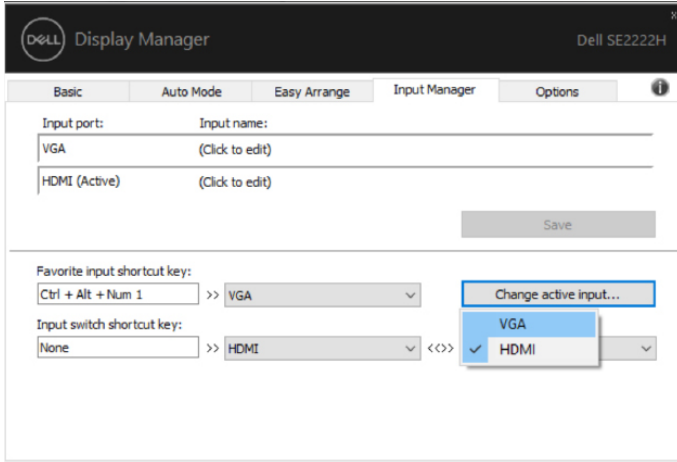 DELL Display Manager Dell SE2222H
Basic Auto Mode Easy Arrange Input Manager Options
Input port: Input name:
VGA (Click to edit)
HDMI (Active) (Click to edit)
Save
Favorite input shortcut key:
Ctrl + Alt + Num 1 >> VGA Change active input...
Input switch shortcut key:
VGA
None >> HDMI <<>> HDMI